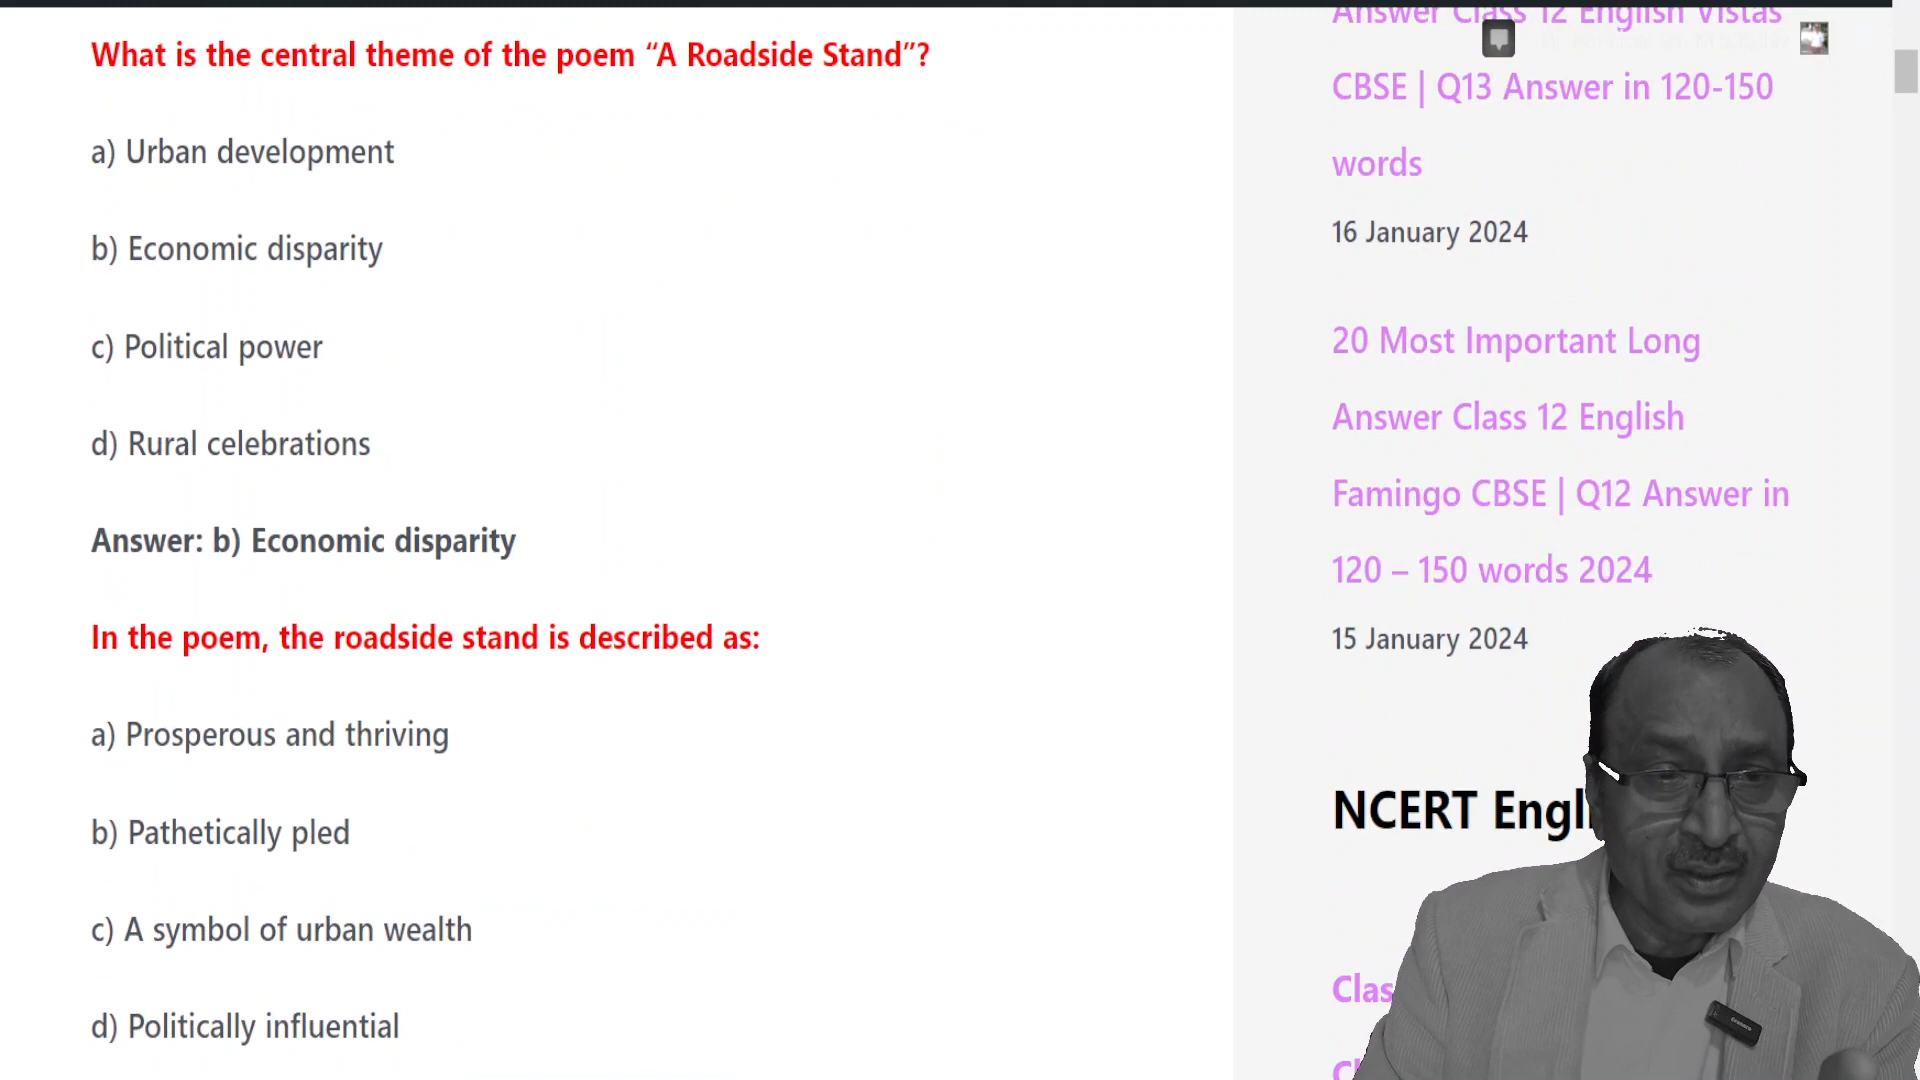 What is the central theme of the poem “A Roadside Stand”?
a) Urban development
b) Economic disparity
c) Political power
d) Rural celebrations
Answer: b) Economic disparity
In the poem, the roadside stand is described as:
a) Prosperous and thriving
b) Pathetically pled
c) A symbol of urban wealth
d) Politically influential
Answer Class 12 English Vistas
CBSE | Q13 Answer in 120-150
words
16 January 2024
20 Most Important Long
Answer Class 12 English
Famingo CBSE | Q12 Answer in
120 – 150 words 2024
15 January 2024
NCERT Engl
Clas